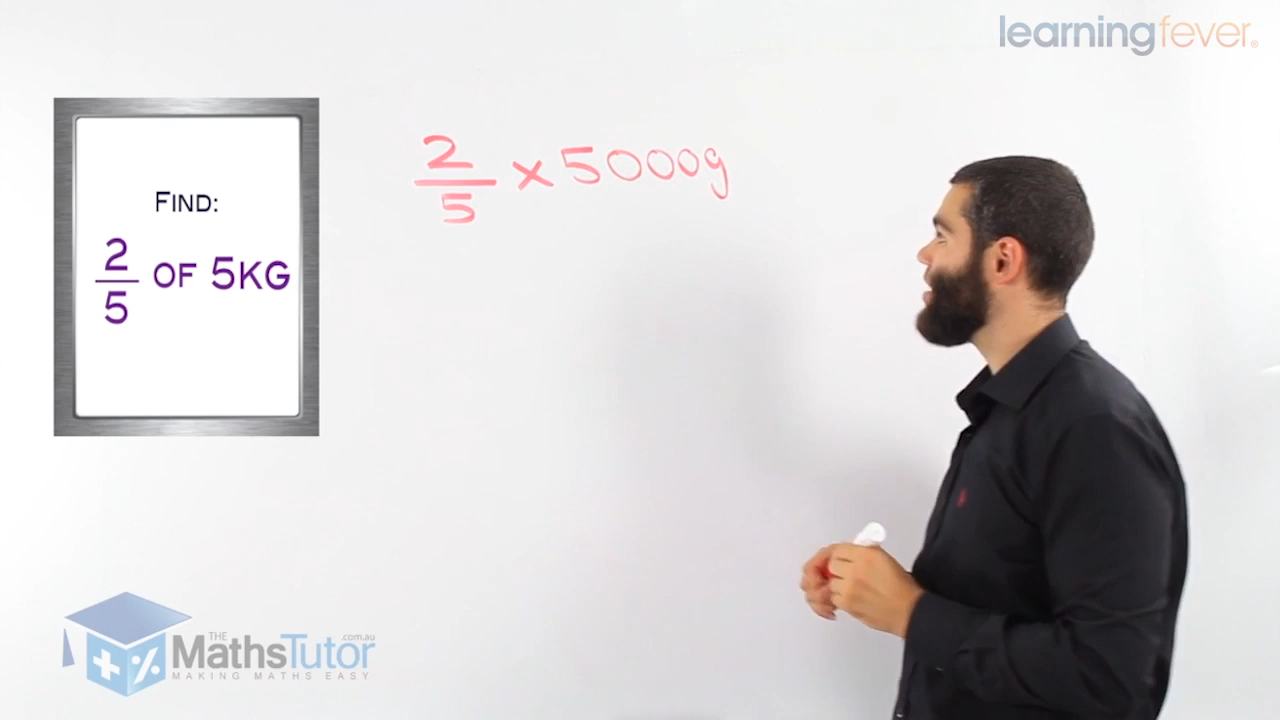 learningfever®
FIND:
2/5 OF 5KG
2/5 × 5000g
THE MathsTutor .com.au
MAKING MATHS EASY